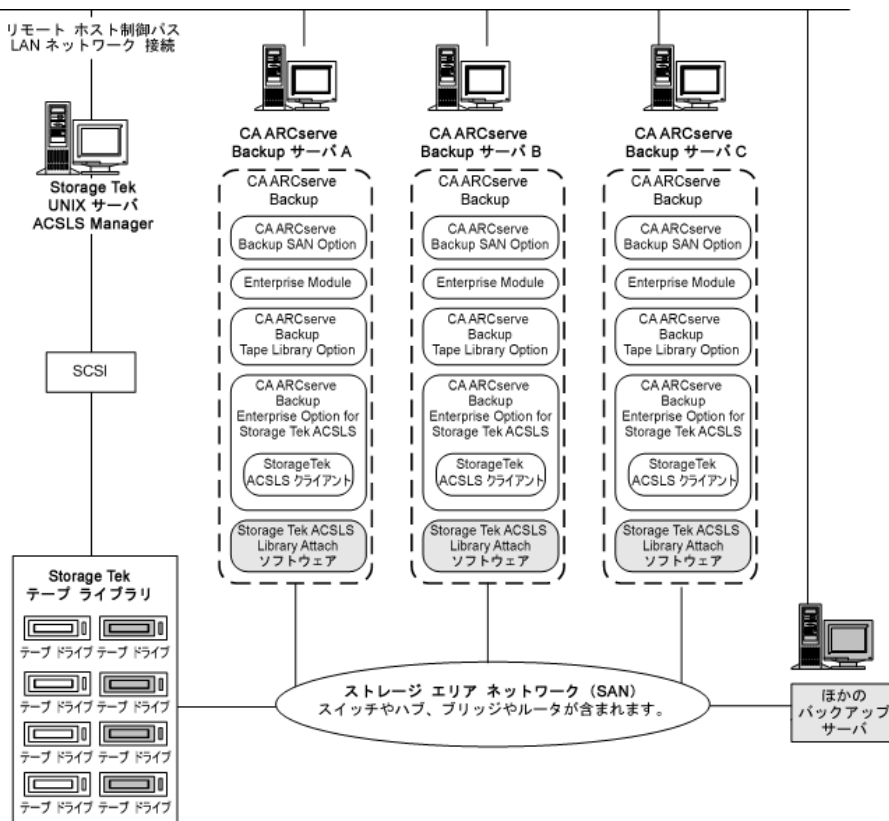 リモート ホスト制御パス
LAN ネットワーク 接続
Storage Tek
UNIX サーバ
ACSLS Manager
SCSI
Storage Tek
テープ ライブラリ
テープ ドライブ テープ ドライブ
テープ ドライブ テープ ドライブ
テープ ドライブ テープ ドライブ
テープ ドライブ テープ ドライブ
CA ARCserve
Backup サーバ A
CA ARCserve
Backup
CA ARCserve
Backup SAN Option
Enterprise Module
CA ARCserve
Backup
Tape Library Option
CA ARCserve
Backup
Enterprise Option for
Storage Tek ACSLS
StorageTek
ACSLS クライアント
Storage Tek ACSLS
Library Attach
ソフトウェア
CA ARCserve
Backup サーバ B
CA ARCserve
Backup
CA ARCserve
Backup SAN Option
Enterprise Module
CA ARCserve
Backup
Tape Library Option
CA ARCserve
Backup
Enterprise Option for
Storage Tek ACSLS
StorageTek
ACSLS クライアント
Storage Tek ACSLS
Library Attach
ソフトウェア
CA ARCserve
Backup サーバ C
CA ARCserve
Backup
CA ARCserve
Backup SAN Option
Enterprise Module
CA ARCserve
Backup
Tape Library Option
CA ARCserve
Backup
Enterprise Option for
Storage Tek ACSLS
StorageTek
ACSLS クライアント
Storage Tek ACSLS
Library Attach
ソフトウェア
ストレージ エリア ネットワーク（SAN）
スイッチやハブ、ブリッジやルータが含まれます。
ほかの
バックアップ
サーバ